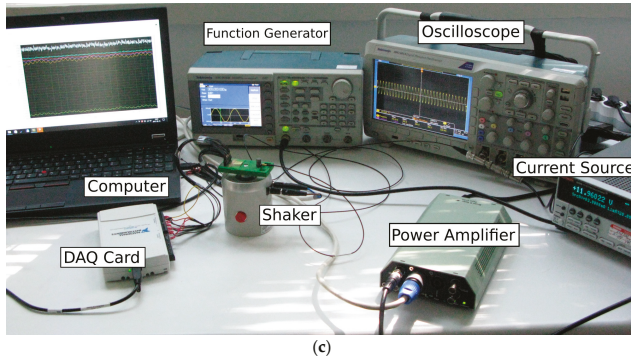 Function Generator
Oscilloscope
Current Source
Computer
Shaker
Power Amplifier
DAQ Card
(c)